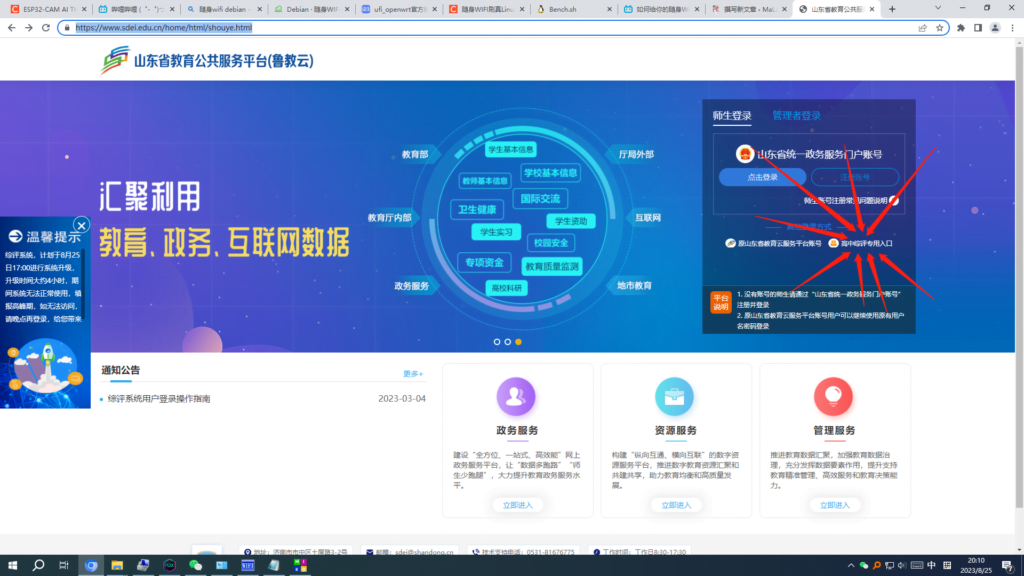 ESP32-CAM AI T
哔哩哔哩 (゜-゜)つ
随身wifi debian -
Debian - 随身WIF
ufi_openwrt官方
随身WIFI刷真Linu
Bench.sh
如何给你的随身W
撰写新文章 ‹ Ma
山东省教育公共服
https://www.sdei.edu.cn/home/html/shouye.html
山东省教育公共服务平台(鲁教云)
汇聚利用
教育、政务、互联网数据
教育部
教育厅内部
政务服务
学生基本信息
教师基本信息
学校基本信息
国际交流
卫生健康
学生资助
学生实习
校园安全
专项资金
教育质量监测
高校科研
厅局外部
互联网
地市教育
师生登录
管理者登录
山东省统一政务服务门户账号
点击登录
注册账号
师生账号注册常见问题说明
原山东省教育云服务平台账号
高中综评专用入口
平台
说明
1. 没有账号的师生请通过“山东省统一政务服务门户账号”
注册并登录
2. 原山东省教育云服务平台账号用户可以继续使用原有用户
名密码登录
温馨提示
综评系统，计划于8月25
日17:00进行系统升级，
升级时间大约4小时，期
间系统无法正常使用，填
报高峰期，如无法访问，
请晚点再登录，给您带来
通知公告
更多+
综评系统用户登录操作指南
2023-03-04
政务服务
建设“全方位、一站式、高效能”网上
政务服务平台，让“数据多跑路”“师
生少跑腿”，大力提升教育政务服务水
平。
立即进入
资源服务
构建“纵向互通、横向互联”的数字资
源服务平台，推进数字教育资源汇聚和
共建共享，助力教育均衡和高质量发
展。
立即进入
管理服务
推进教育数据汇聚，加强教育数据治
理，充分发挥数据要素作用，提升支持
教育精准管理、高效服务和教育决策能
力。
立即进入
地址：济南市市中区土屋路3-2号
邮箱：sdei@shandong.cn
技术支持电话：0531-81676775
工作时间：工作日8:30-17:30
中
20:10
2023/8/25